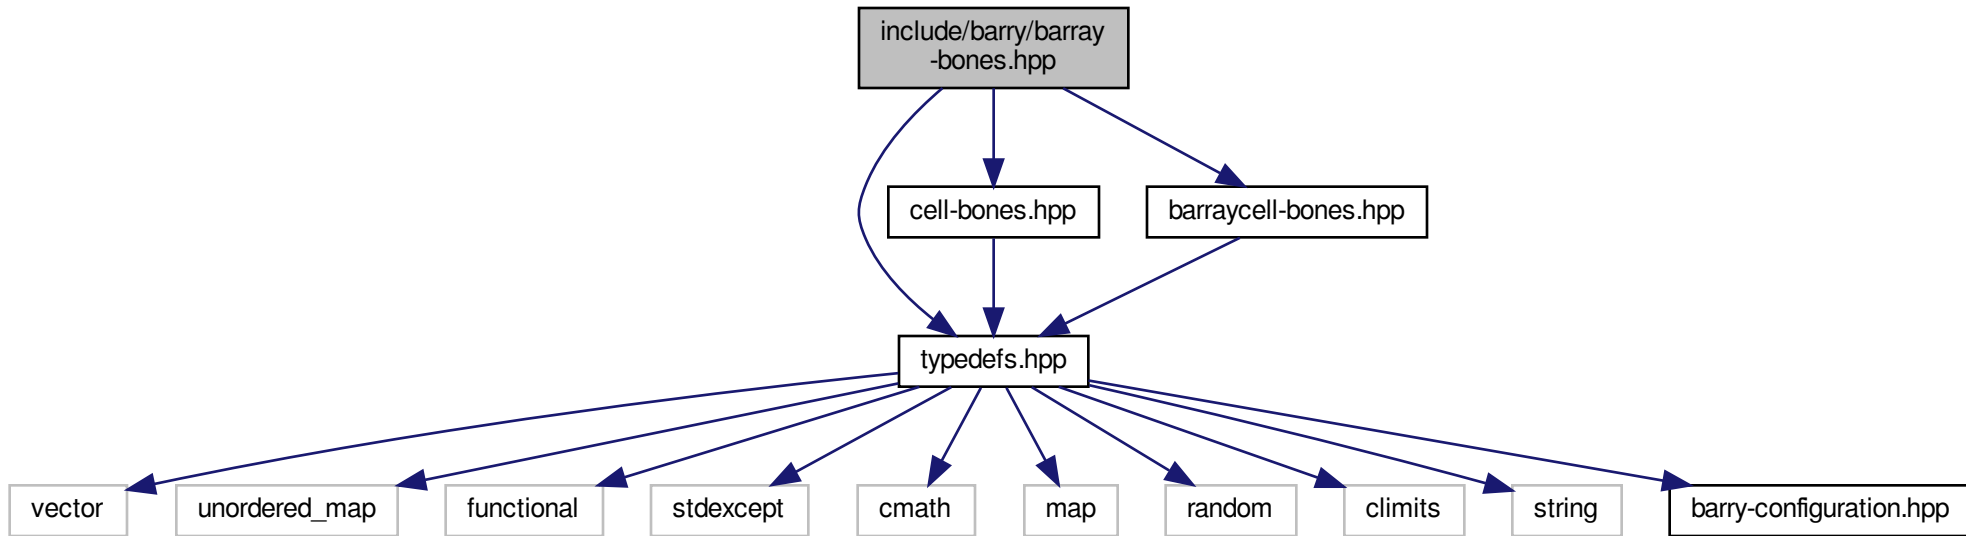 include/barry/barray
-bones.hpp
cell-bones.hpp
barraycell-bones.hpp
typedefs.hpp
vector
unordered_map
functional
stdexcept
cmath
map
random
climits
string
barry-configuration.hpp